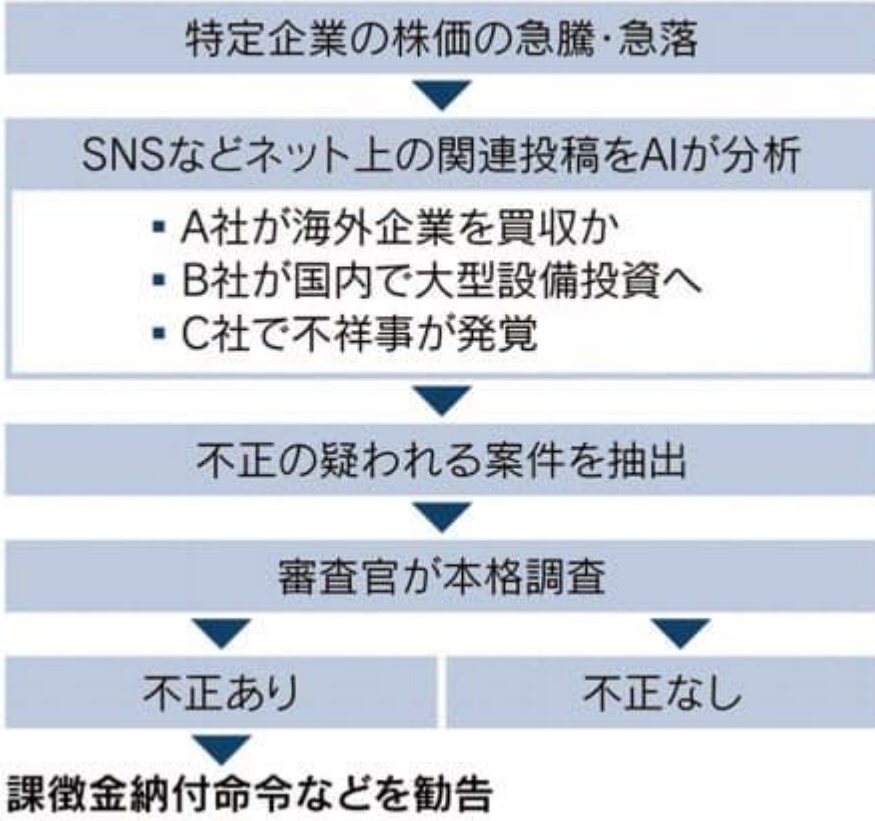 特定企業の株価の急騰・急落
SNSなどネット上の関連投稿をAIが分析
▪ A社が海外企業を買収か
▪ B社が国内で大型設備投資へ
▪ C社で不祥事が発覚
不正の疑われる案件を抽出
審査官が本格調査
不正あり
不正なし
課徴金納付命令などを勧告